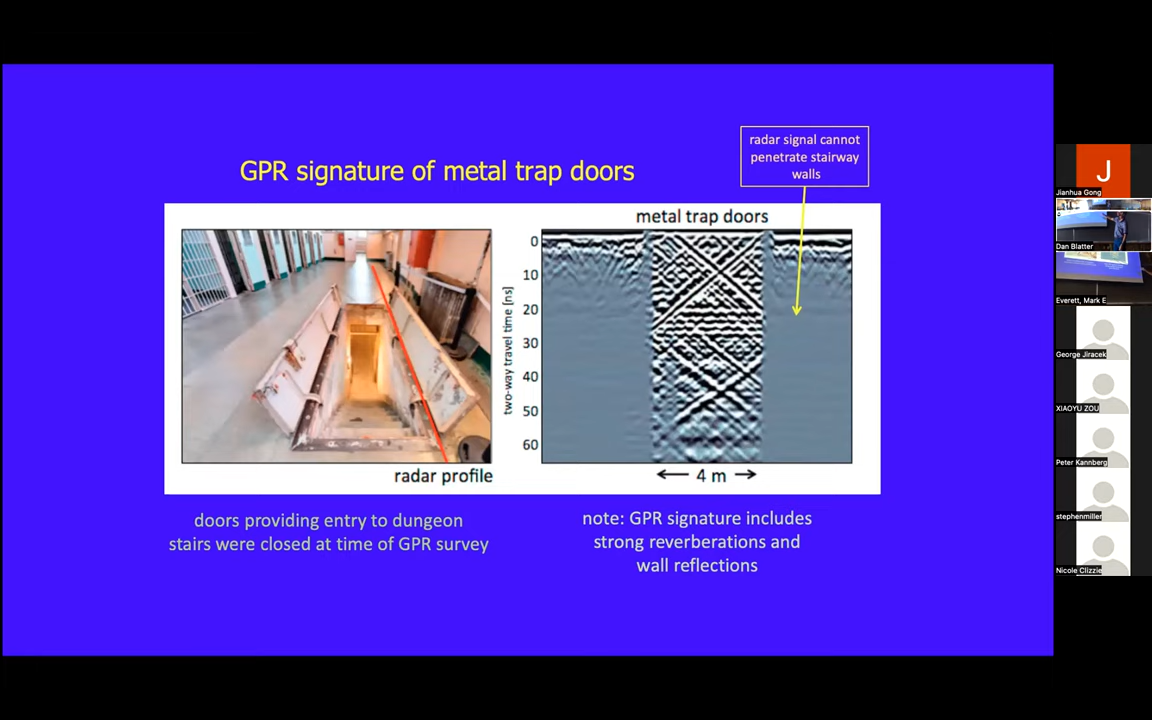 GPR signature of metal trap doors
radar signal cannot
penetrate stairway
walls
metal trap doors
two-way travel time [ns]
0
10
20
30
40
50
60
radar profile
4 m
doors providing entry to dungeon
stairs were closed at time of GPR survey
note: GPR signature includes
strong reverberations and
wall reflections
J
Jianhua Gong
Dan Blatter
Everett, Mark E
George Jiracek
XIAOYU ZOU
Peter Kannberg
stephenmiller
Nicole Clizzie